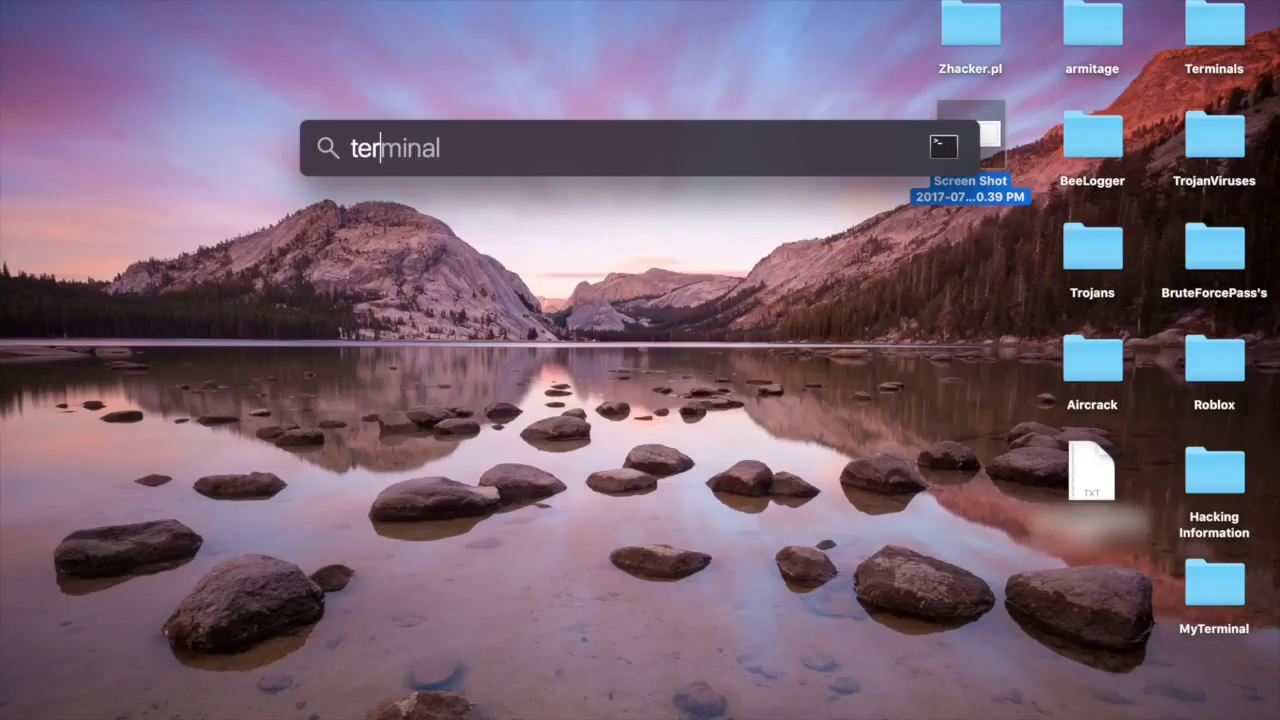 Zhacker.pl
armitage
Terminals
terminal
Screen Shot
2017-07...0.39 PM
BeeLogger
TrojanViruses
Trojans
BruteForcePass's
Aircrack
Roblox
TXT
Hacking
Information
MyTerminal